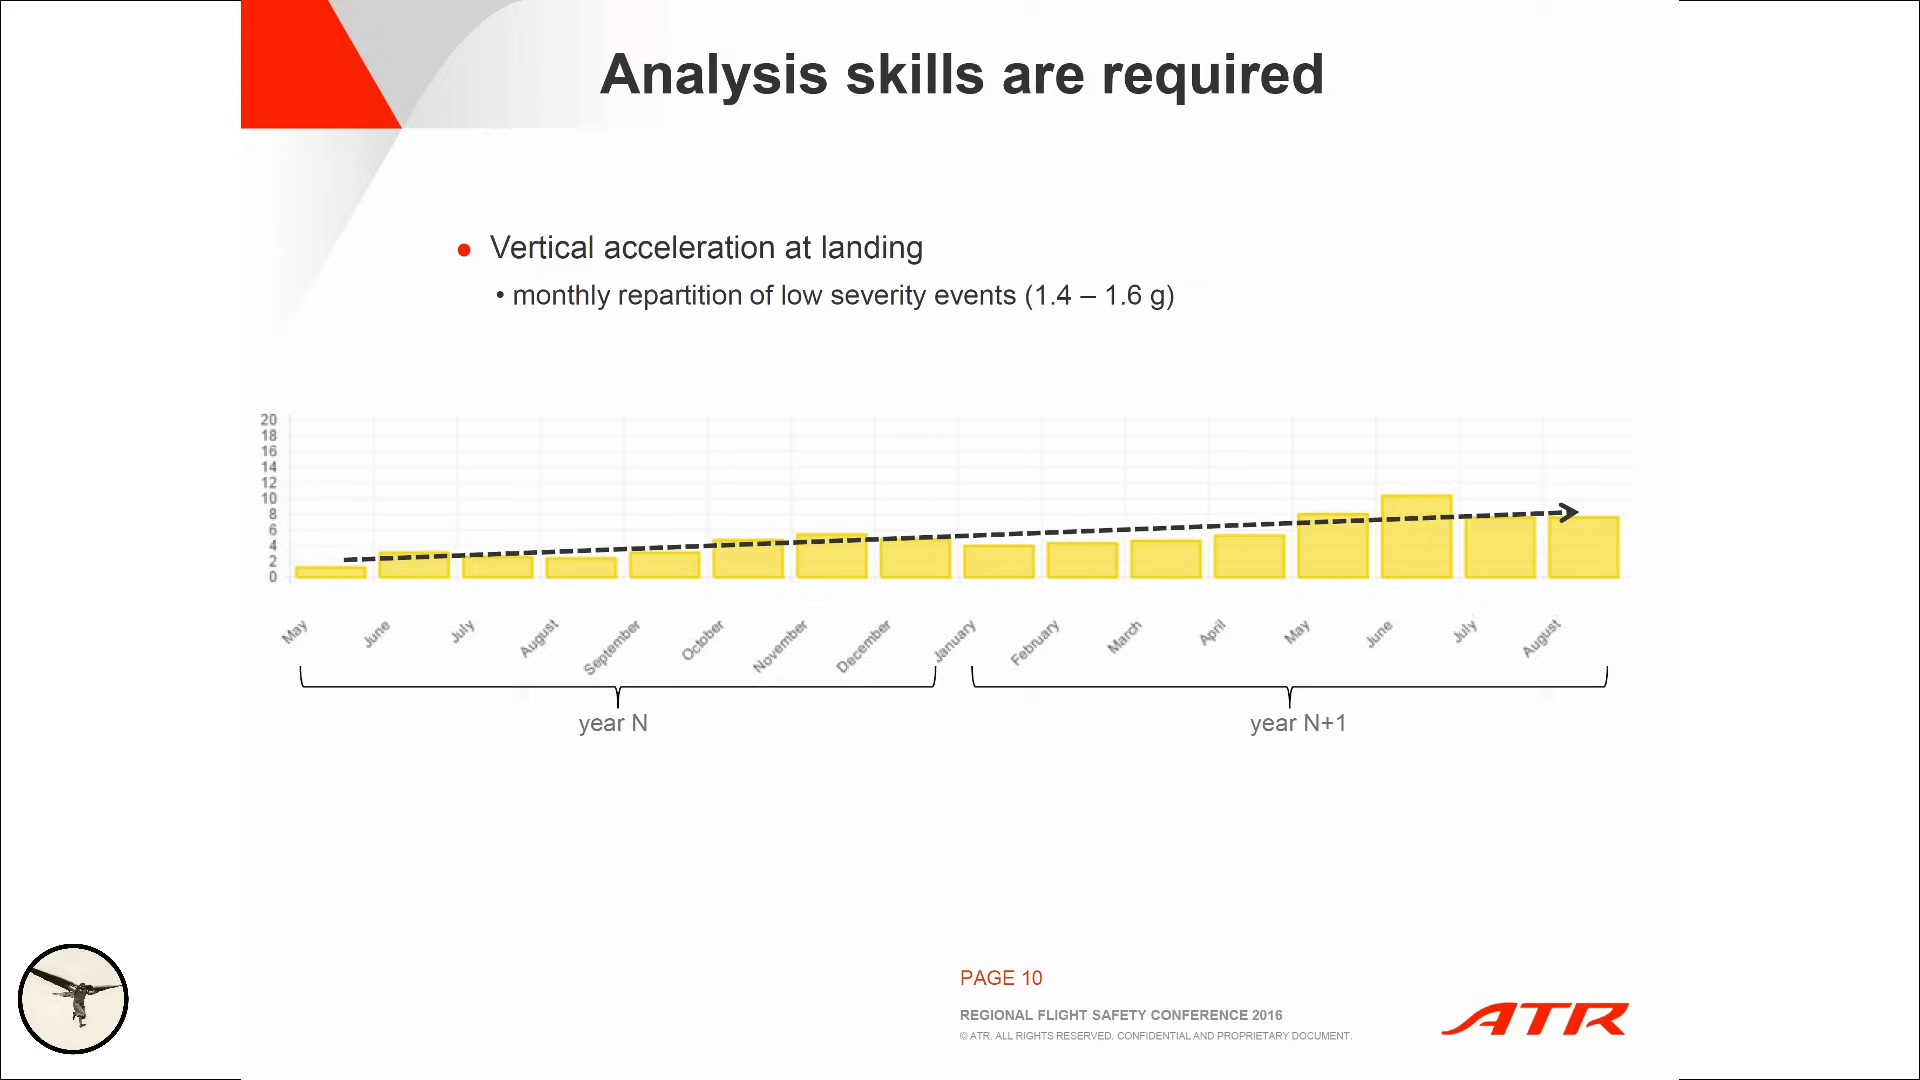 Analysis skills are required
• Vertical acceleration at landing
• monthly repartition of low severity events (1.4 – 1.6 g)
20
18
16
14
12
10
8
6
4
2
0
May
June
July
August
September
October
November
December
January
February
March
April
May
June
July
August
year N
year N+1
PAGE 10
REGIONAL FLIGHT SAFETY CONFERENCE 2016
© ATR. ALL RIGHTS RESERVED. CONFIDENTIAL AND PROPRIETARY DOCUMENT.
ATR